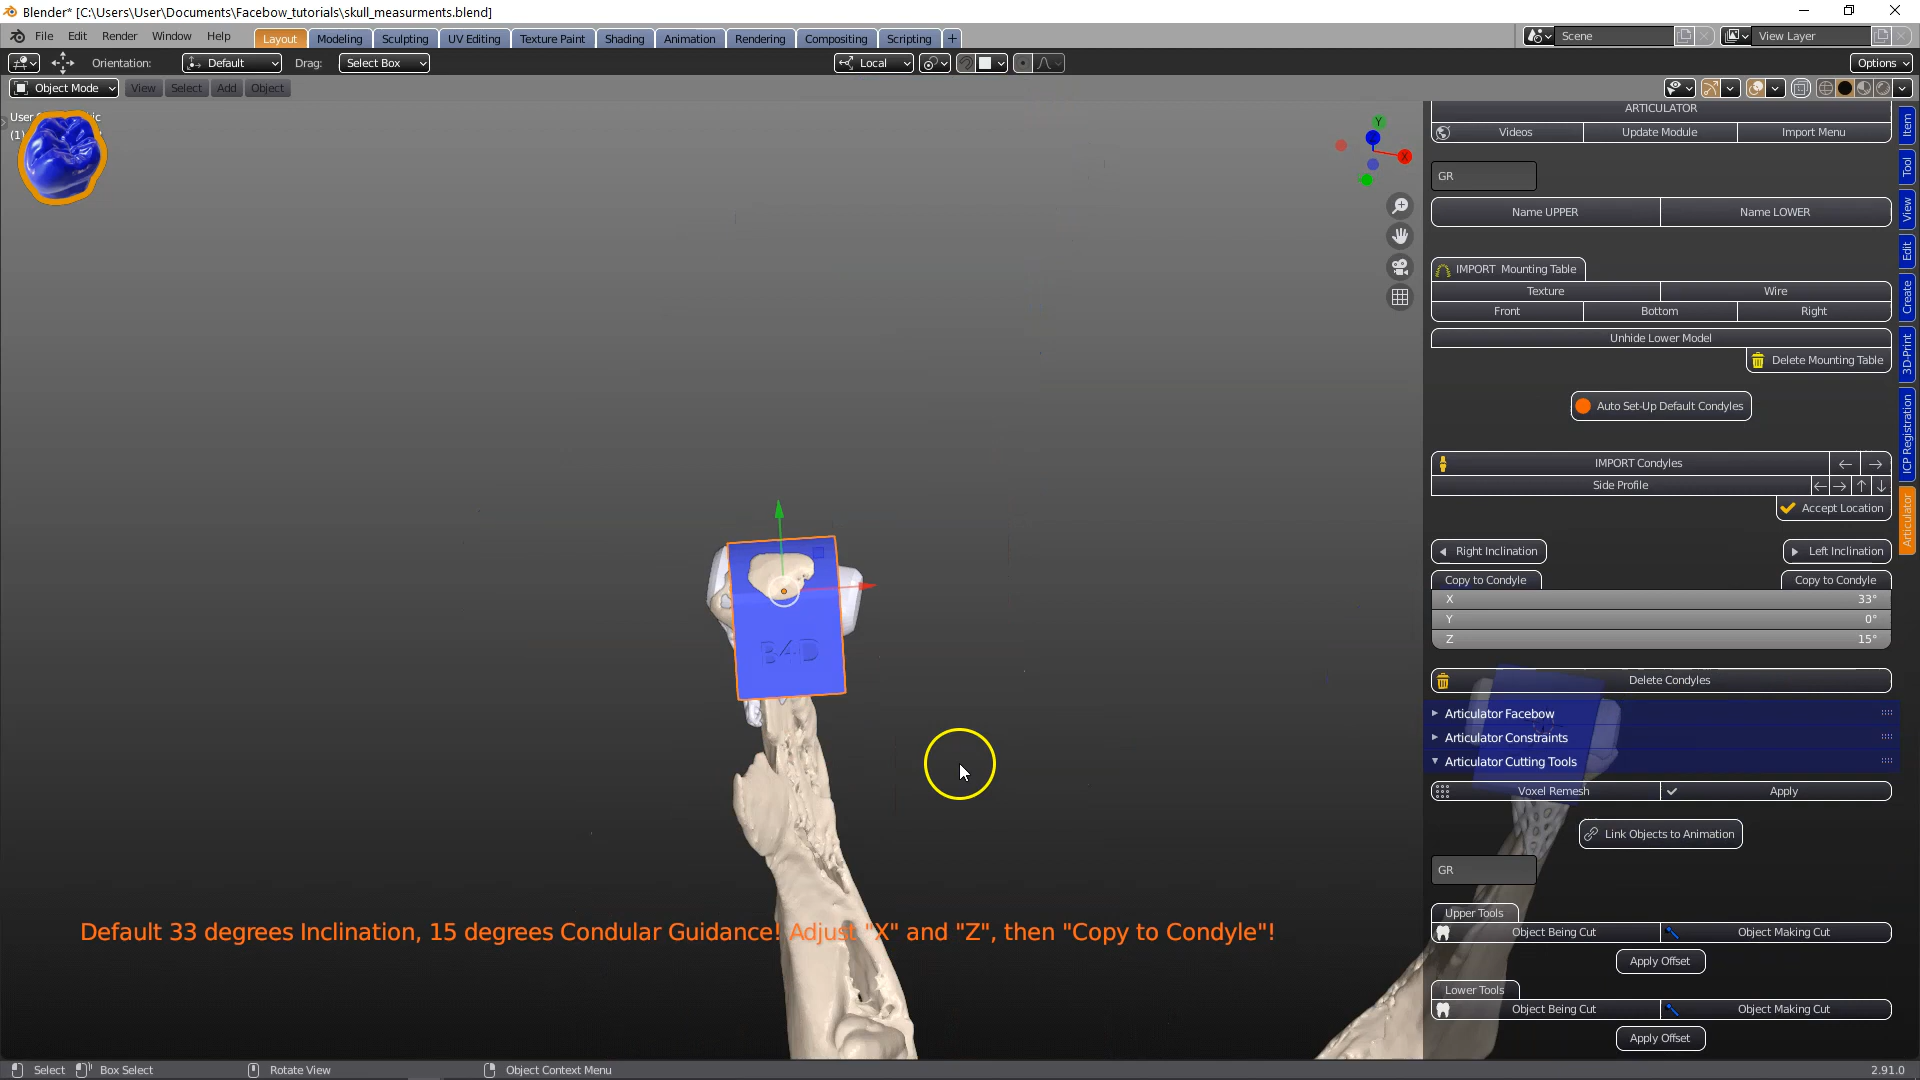 Blender* [C:\Users\User\Documents\Facebow_tutorials\skull_measurments.blend]
File Edit Render Window Help Layout Modeling Sculpting UV Editing Texture Paint Shading Animation Rendering Compositing Scripting + Scene View Layer
Orientation: Default Drag: Select Box Local Options
Object Mode View Select Add Object
ARTICULATOR
Videos Update Module Import Menu
GR
Name UPPER Name LOWER
IMPORT Mounting Table
Texture Wire
Front Bottom Right
Unhide Lower Model
Delete Mounting Table
Auto Set-Up Default Condyles
IMPORT Condyles
Side Profile
Accept Location
Right Inclination Left Inclination
Copy to Condyle Copy to Condyle
X 33°
Y 0°
Z 15°
Delete Condyles
Articulator Facebow
Articulator Constraints
Articulator Cutting Tools
Voxel Remesh Apply
Link Objects to Animation
GR
Upper Tools
Object Being Cut Object Making Cut
Apply Offset
Lower Tools
Object Being Cut Object Making Cut
Apply Offset
Item
Tool
View
Edit
Create
3D-Print
ICP Registration
Articulator
Y
X
B4D
Default 33 degrees Inclination, 15 degrees Condular Guidance! Adjust "X" and "Z", then "Copy to Condyle"!
Select Box Select Rotate View Object Context Menu 2.91.0